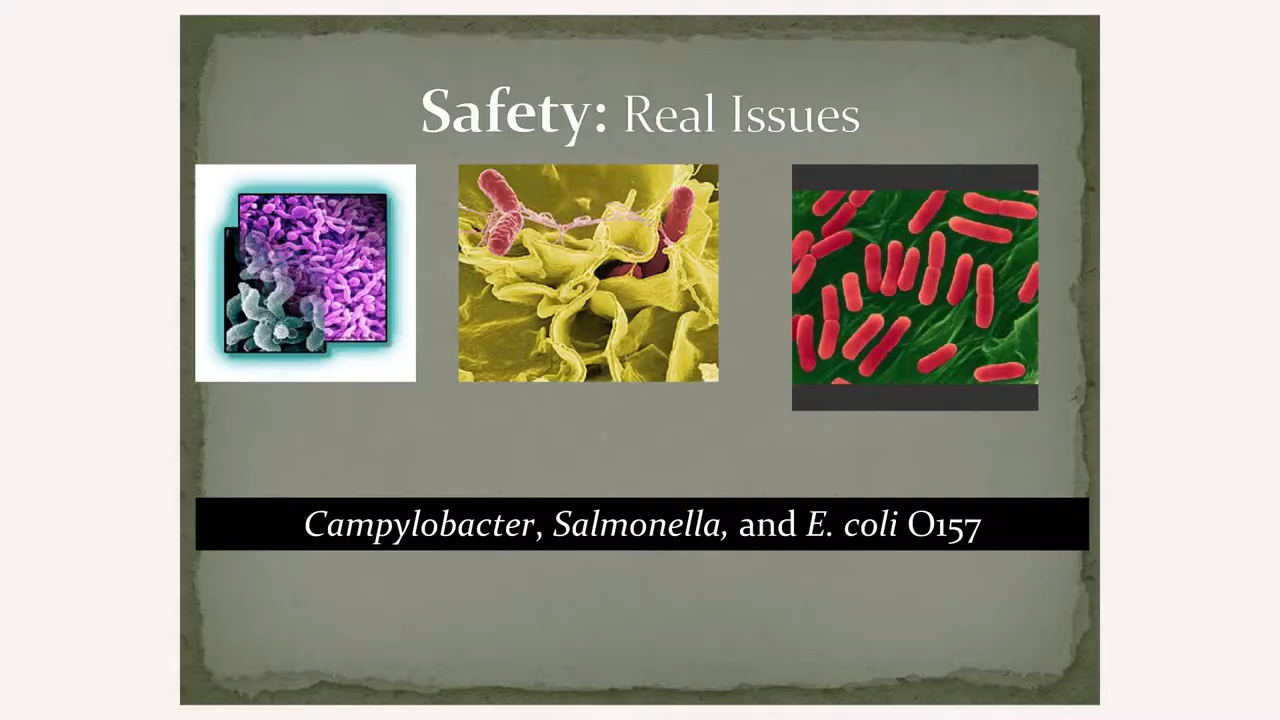 Safety: Real Issues
Campylobacter, Salmonella, and E. coli O157